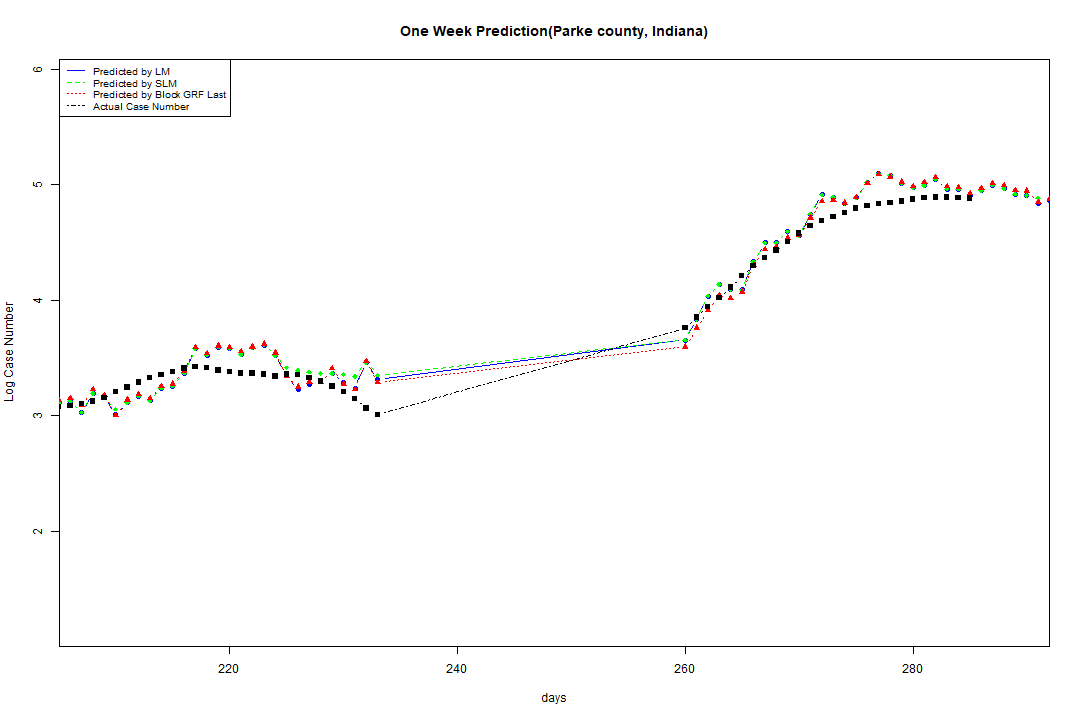 One Week Prediction(Parke county, Indiana)
Predicted by LM
Predicted by SLM
Predicted by Block GRF Last
Actual Case Number
6
5
4
3
2
Log Case Number
220 240 260 280
days